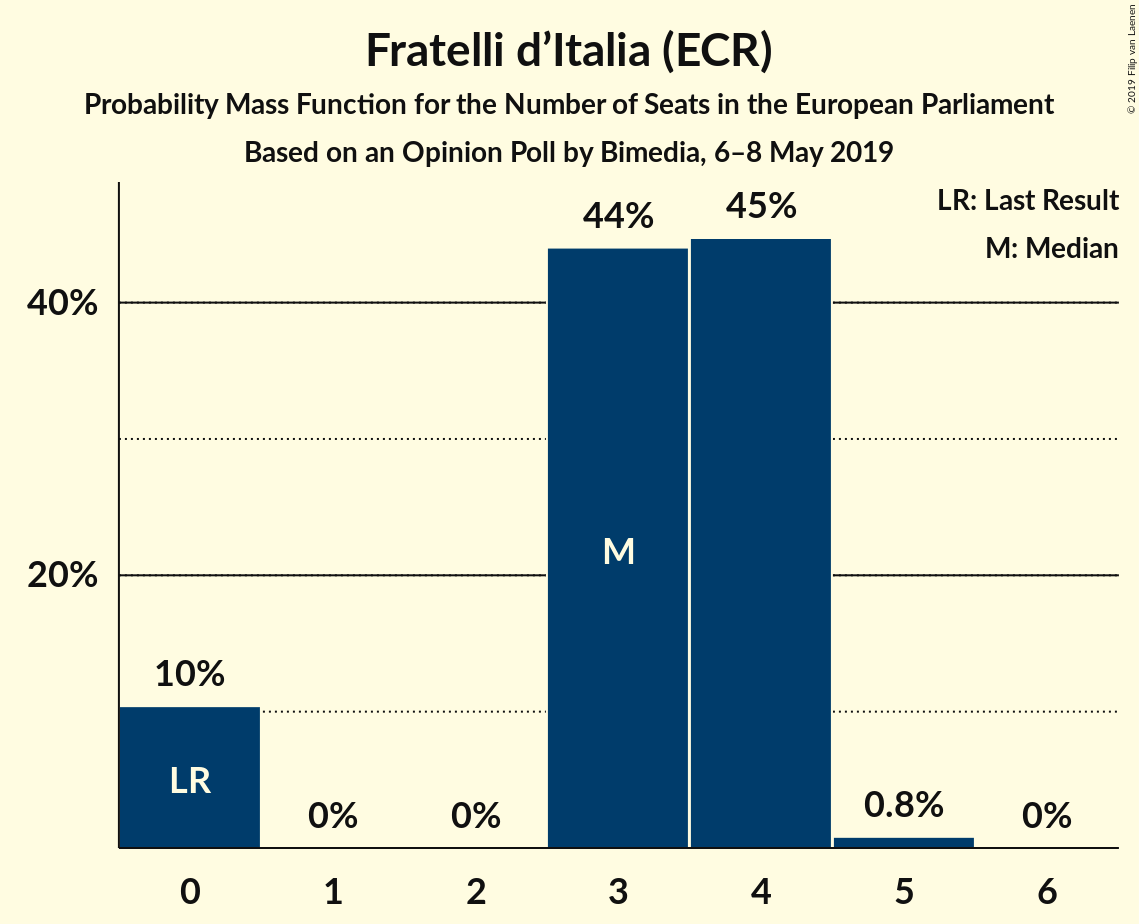 Fratelli d’Italia (ECR)
Probability Mass Function for the Number of Seats in the European Parliament
Based on an Opinion Poll by Bimedia, 6–8 May 2019
© 2019 Filip van Laenen
LR: Last Result
M: Median
44%
45%
40%
M
20%
10%
LR
0%
0%
0.8%
0%
0
1
2
3
4
5
6